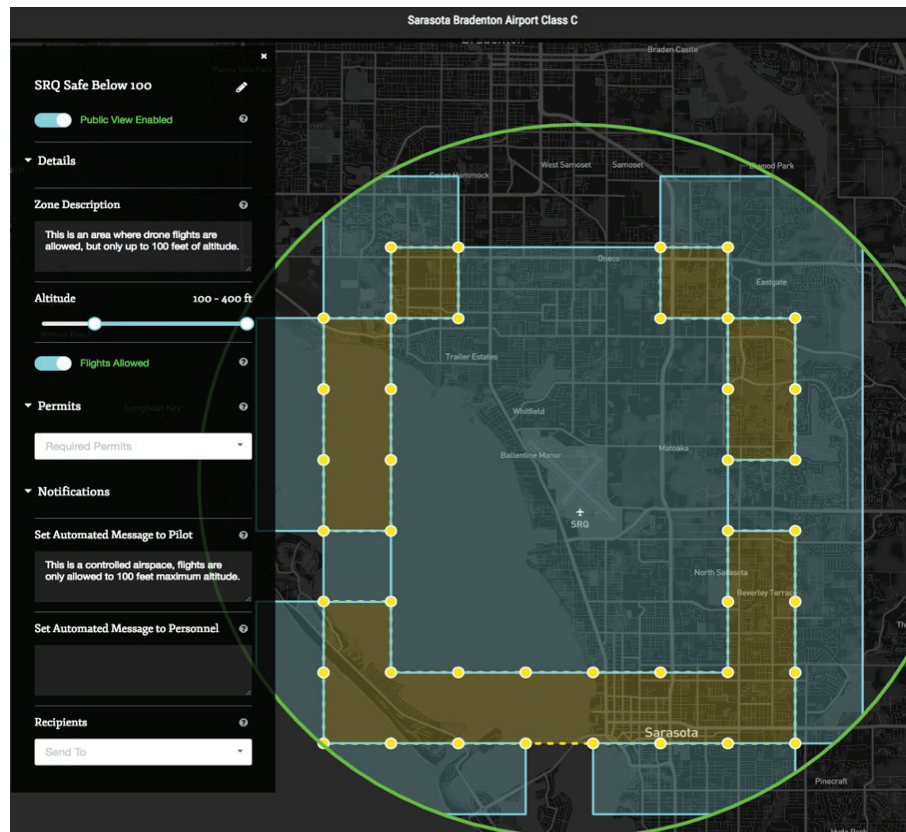 Sarasota Bradenton Airport Class C
Braden Castle
SRQ Safe Below 100
Public View Enabled
West Samoset
Samoset
Details
Zone Description
This is an area where drone flights are
allowed, but only up to 100 feet of altitude.
Oneco
Eastgate
Altitude
100 - 400 ft
Trailer Estates
Flights Allowed
Permits
Longboat Key
Whitfield
Required Permits
Matoaka
Ballentine Manor
Notifications
SRQ
Set Automated Message to Pilot
This is a controlled airspace, flights are
only allowed to 100 feet maximum altitude.
North Sarasota
Beverley Terrace
Set Automated Message to Personnel
Recipients
Sarasota
Send To
Pinecraft